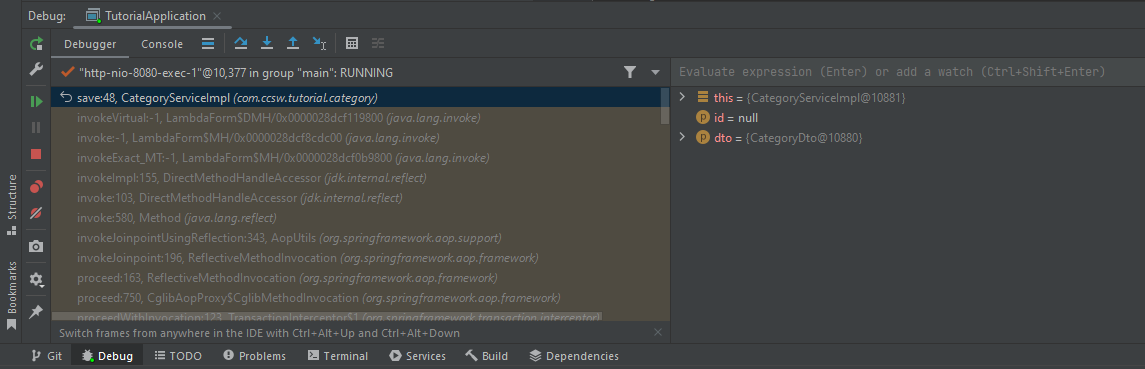 Debug: TutorialApplication
Debugger Console
"http-nio-8080-exec-1"@10,377 in group "main": RUNNING
save:48, CategoryServiceImpl (com.ccsw.tutorial.category)
invokeVirtual:-1, LambdaForm$DMH/0x0000028dcf119800 (java.lang.invoke)
invoke:-1, LambdaForm$MH/0x0000028dcf8cdc00 (java.lang.invoke)
invokeExact_MT:-1, LambdaForm$MH/0x0000028dcf0b9800 (java.lang.invoke)
invokeImpl:155, DirectMethodHandleAccessor (jdk.internal.reflect)
invoke:103, DirectMethodHandleAccessor (jdk.internal.reflect)
invoke:580, Method (java.lang.reflect)
invokeJoinpointUsingReflection:343, AopUtils (org.springframework.aop.support)
invokeJoinpoint:196, ReflectiveMethodInvocation (org.springframework.aop.framework)
proceed:163, ReflectiveMethodInvocation (org.springframework.aop.framework)
proceed:750, CglibAopProxy$CglibMethodInvocation (org.springframework.aop.framework)
proceedWithInvocation:123, TransactionInterceptor$1 (org.springframework.transaction.interceptor)
Switch frames from anywhere in the IDE with Ctrl+Alt+Up and Ctrl+Alt+Down
Evaluate expression (Enter) or add a watch (Ctrl+Shift+Enter)
this = {CategoryServiceImpl@10881}
p id = null
p dto = {CategoryDto@10880}
Structure
Bookmarks
Git Debug TODO Problems Terminal Services Build Dependencies